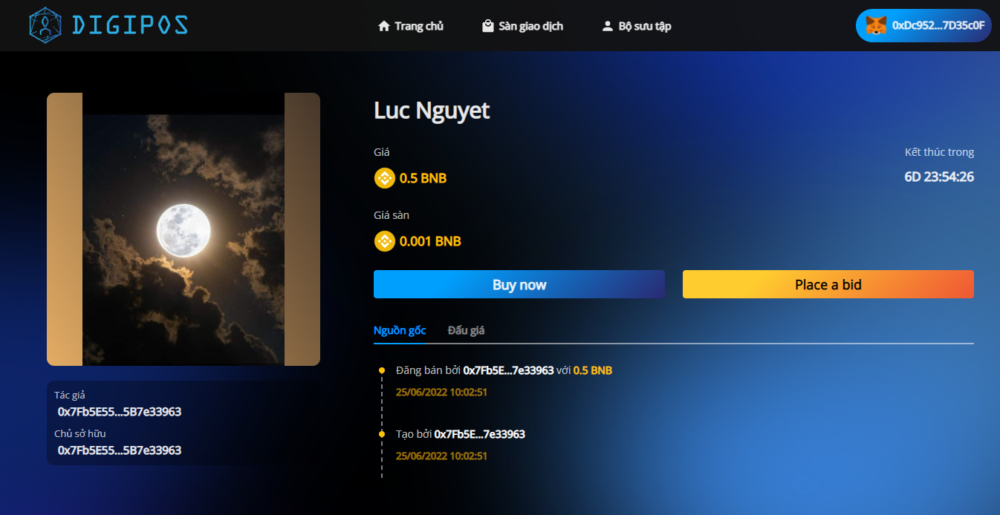 DIGIPOS
Trang chủ
Sàn giao dịch
Bộ sưu tập
0xDc952...7D35c0F
Luc Nguyet
Giá
Kết thúc trong
0.5 BNB
6D 23:54:26
Giá sàn
0.001 BNB
Buy now
Place a bid
Nguồn gốc
Đấu giá
Đăng bán bởi 0x7Fb5E...7e33963 với 0.5 BNB
25/06/2022 10:02:51
Tạo bởi 0x7Fb5E...7e33963
25/06/2022 10:02:51
Tác giả
0x7Fb5E55...5B7e33963
Chủ sở hữu
0x7Fb5E55...5B7e33963